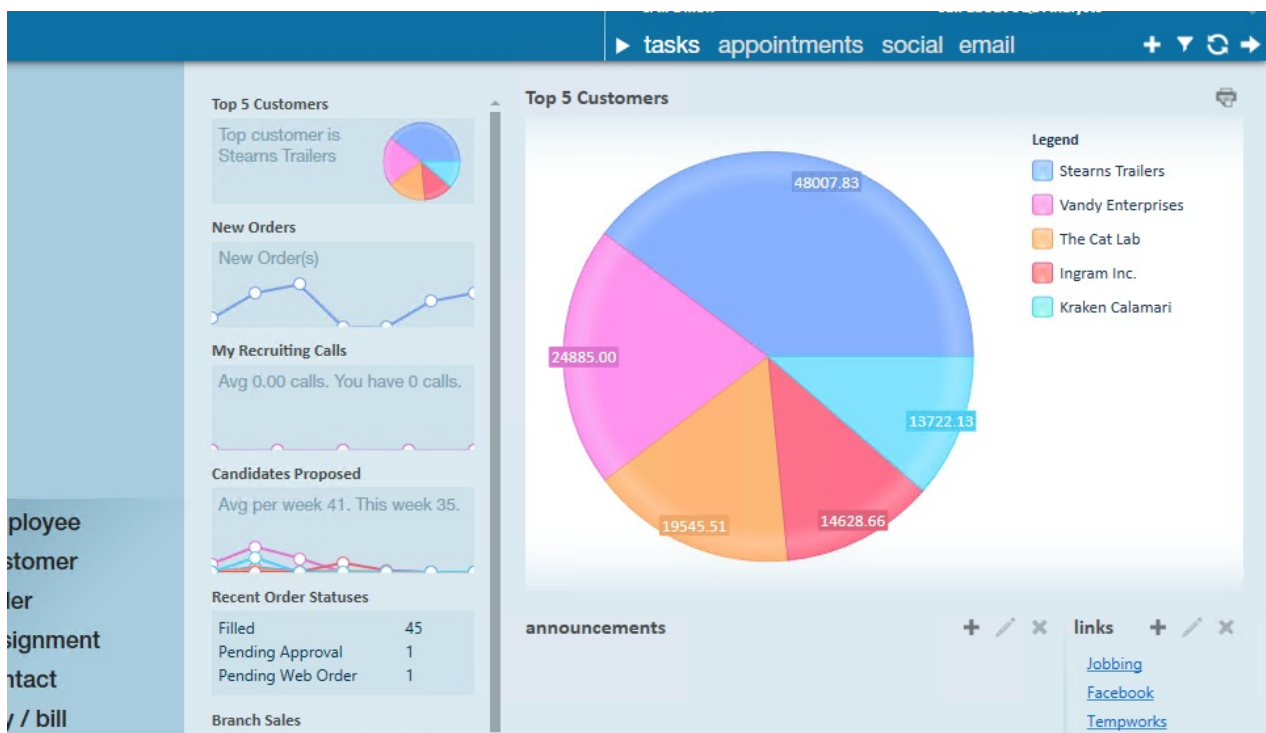 tasks appointments social email
Top 5 Customers
Top customer is
Stearns Trailers
New Orders
New Order(s)
My Recruiting Calls
Avg 0.00 calls. You have 0 calls.
Candidates Proposed
Avg per week 41. This week 35.
Recent Order Statuses
Filled 45
Pending Approval 1
Pending Web Order 1
Branch Sales
Top 5 Customers
48007.83
24885.00
13722.13
19545.51
14628.66
Legend
Stearns Trailers
Vandy Enterprises
The Cat Lab
Ingram Inc.
Kraken Calamari
announcements
links
Jobbing
Facebook
Tempworks
ployee
stomer
ler
signment
ntact
/ bill